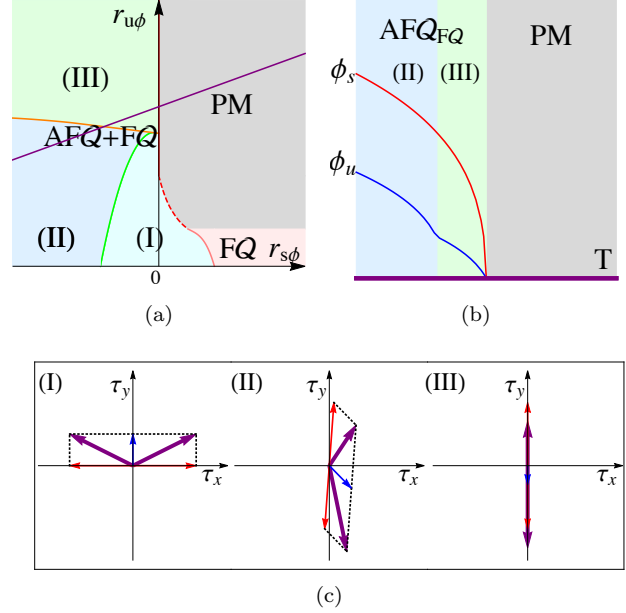 r_uϕ
(III)
PM
AFQ+FQ
(II)
(I)
FQ
r_sϕ
0
(a)
AFQ_FQ
PM
(II)
(III)
ϕ_s
ϕ_u
T
(b)
(I)
τ_y
τ_x
(II)
τ_y
τ_x
(III)
τ_y
τ_x
(c)